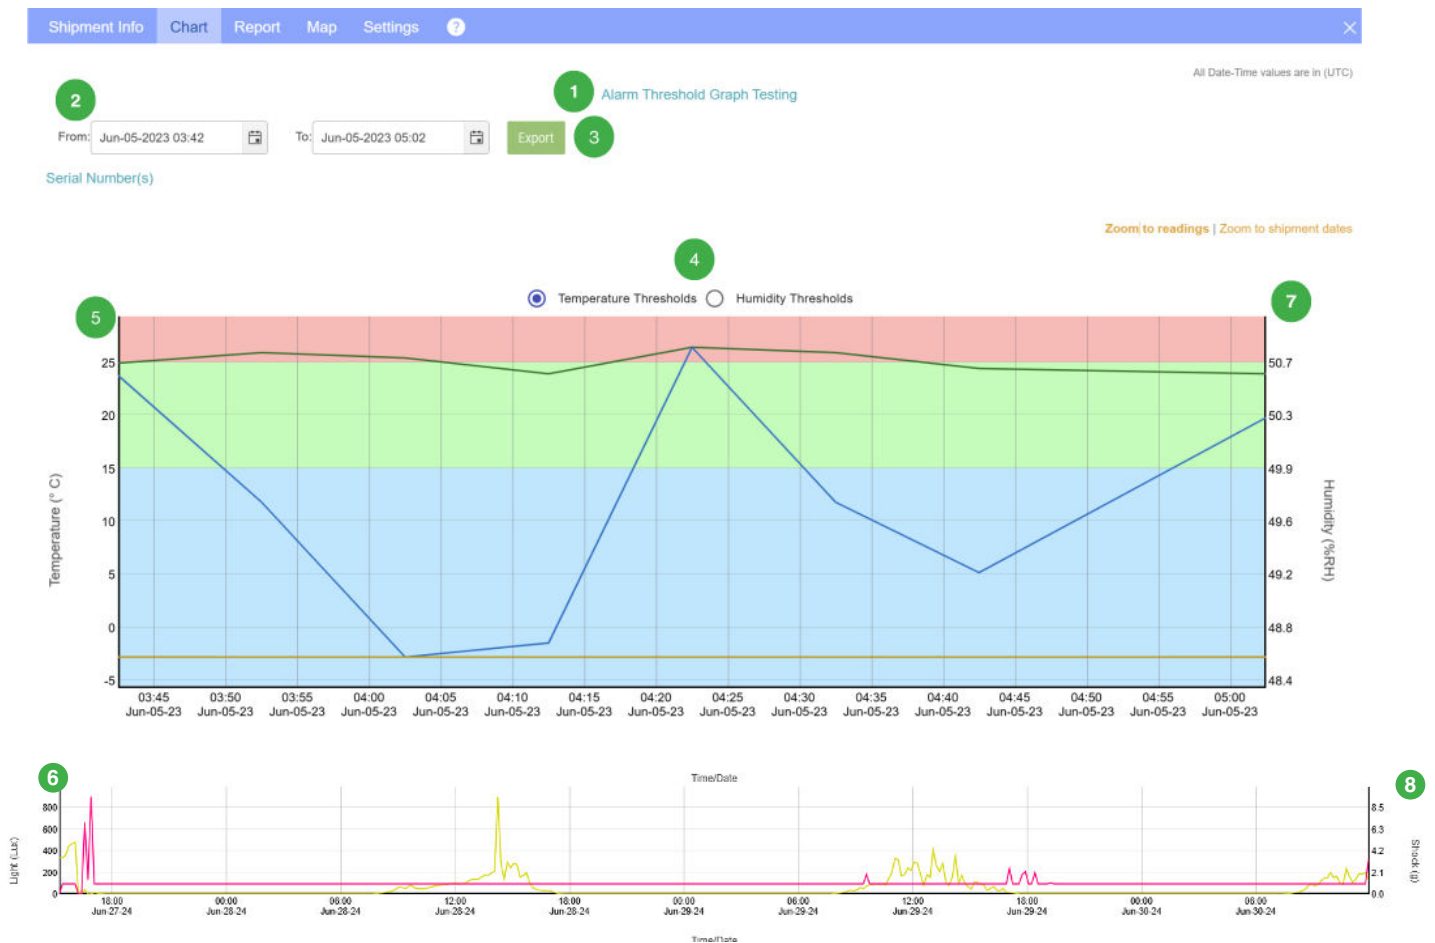 Shipment Info Chart Report Map Settings ?
All Date-Time values are in (UTC)
1 Alarm Threshold Graph Testing
2
From: Jun-05-2023 03:42 To: Jun-05-2023 05:02 Export 3
Serial Number(s)
Zoom to readings | Zoom to shipment dates
4
Temperature Thresholds Humidity Thresholds
5
7
Temperature (° C)
25
20
15
10
5
0
-5
50.7
50.3
49.9
49.6
49.2
48.8
48.4
Humidity (%RH)
03:45 03:50 03:55 04:00 04:05 04:10 04:15 04:20 04:25 04:30 04:35 04:40 04:45 04:50 04:55 05:00
Jun-05-23 Jun-05-23 Jun-05-23 Jun-05-23 Jun-05-23 Jun-05-23 Jun-05-23 Jun-05-23 Jun-05-23 Jun-05-23 Jun-05-23 Jun-05-23 Jun-05-23 Jun-05-23 Jun-05-23 Jun-05-23
Time/Date
6
8
Light (Lux)
800
600
400
200
0
8.5
6.3
4.2
2.1
0.0
Shock (g)
18:00 00:00 06:00 12:00 18:00 00:00 06:00 12:00 18:00 00:00 06:00
Jun-27-24 Jun-28-24 Jun-28-24 Jun-28-24 Jun-28-24 Jun-29-24 Jun-29-24 Jun-29-24 Jun-29-24 Jun-30-24 Jun-30-24
Time/Date